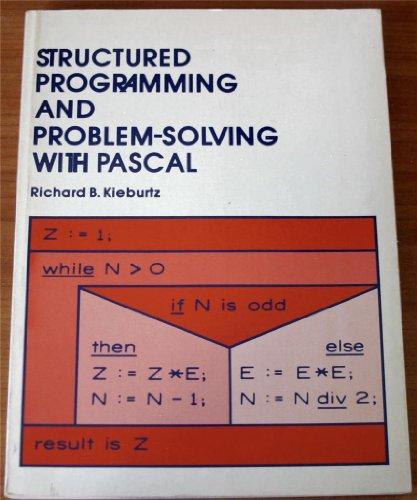 STRUCTURED
PROGRAMMING
AND
PROBLEM-SOLVING
WITH PASCAL
Richard B. Kieburtz
Z := 1;
while N > 0
if N is odd
then
Z := Z*E;
N := N - 1;
else
E := E*E;
N := N div 2;
result is Z